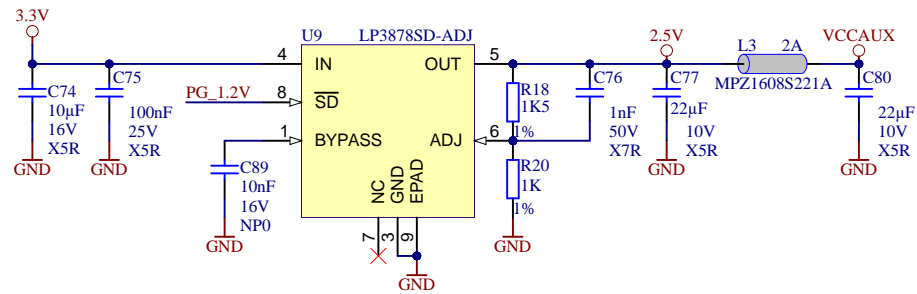 3.3V
C74
10µF
16V
X5R
GND
C75
100nF
25V
X5R
GND
PG_1.2V
C89
10nF
16V
NP0
GND
U9
LP3878SD-ADJ
4
IN
8
SD
1
BYPASS
OUT
5
ADJ
6
NC
GND
EPAD
7
3
9
GND
R18
1K5
1%
R20
1K
1%
GND
C76
1nF
50V
X7R
2.5V
C77
22µF
10V
X5R
GND
L3
2A
MPZ1608S221A
VCCAUX
C80
22µF
10V
X5R
GND